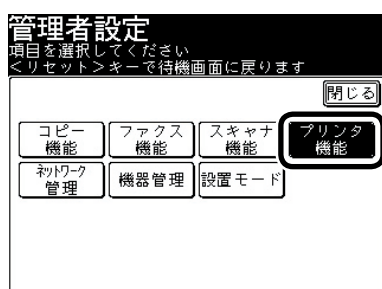 管理者設定
項目を選択してください
<リセット>キーで待機画面に戻ります
閉じる
コピー
機能
ファクス
機能
スキャナ
機能
プリンタ
機能
ネットワーク
管理
機器管理
設置モード